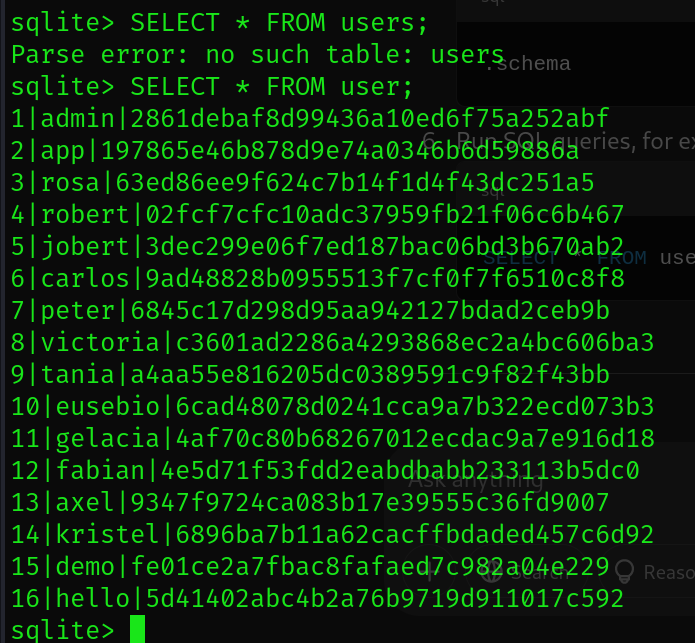 sqlite> SELECT * FROM users;
Parse error: no such table: users
.schema
sqlite> SELECT * FROM user;
1|admin|2861debaf8d99436a10ed6f75a252abf
6. Run SQL queries, for ex
2|app|197865e46b878d9e74a0346b6d59886a
sql
3|rosa|63ed86ee9f624c7b14f1d4f43dc251a5
4|robert|02fcf7cfc10adc37959fb21f06c6b467
5|jobert|3dec299e06f7ed187bac06bd3b670ab2
SELECT * FROM use
6|carlos|9ad48828b0955513f7cf0f7f6510c8f8
7|peter|6845c17d298d95aa942127bdad2ceb9b
8|victoria|c3601ad2286a4293868ec2a4bc606ba3
9|tania|a4aa55e816205dc0389591c9f82f43bb
10|eusebio|6cad48078d0241cca9a7b322ecd073b3
11|gelacia|4af70c80b68267012ecdac9a7e916d18
12|fabian|4e5d71f53fdd2eabdbabb233113b5dc0
Ask anything
13|axel|9347f9724ca083b17e39555c36fd9007
14|kristel|6896ba7b11a62cacffbdaded457c6d92
15|demo|fe01ce2a7fbac8fafaed7c982a04e229
Search
Reaso
16|hello|5d41402abc4b2a76b9719d911017c592
sqlite>